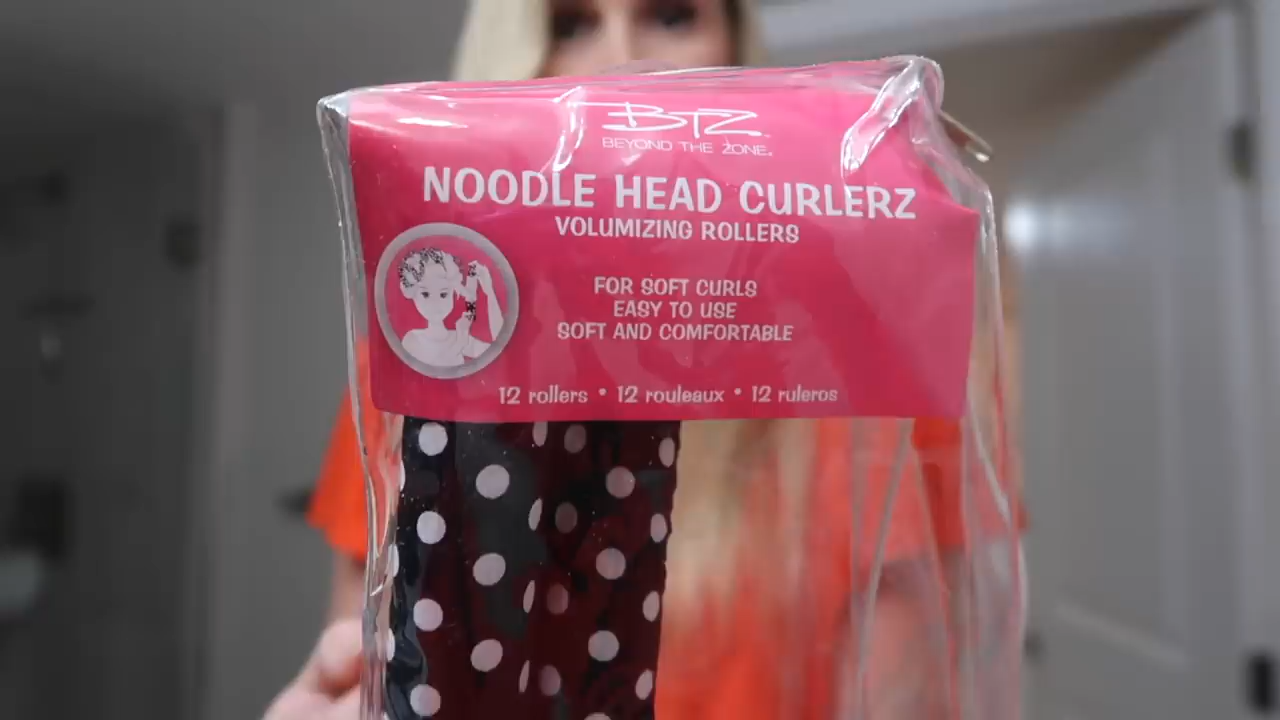 BTZ
BEYOND THE ZONE.
NOODLE HEAD CURLERZ
VOLUMIZING ROLLERS
FOR SOFT CURLS
EASY TO USE
SOFT AND COMFORTABLE
12 rollers • 12 rouleaux • 12 ruleros